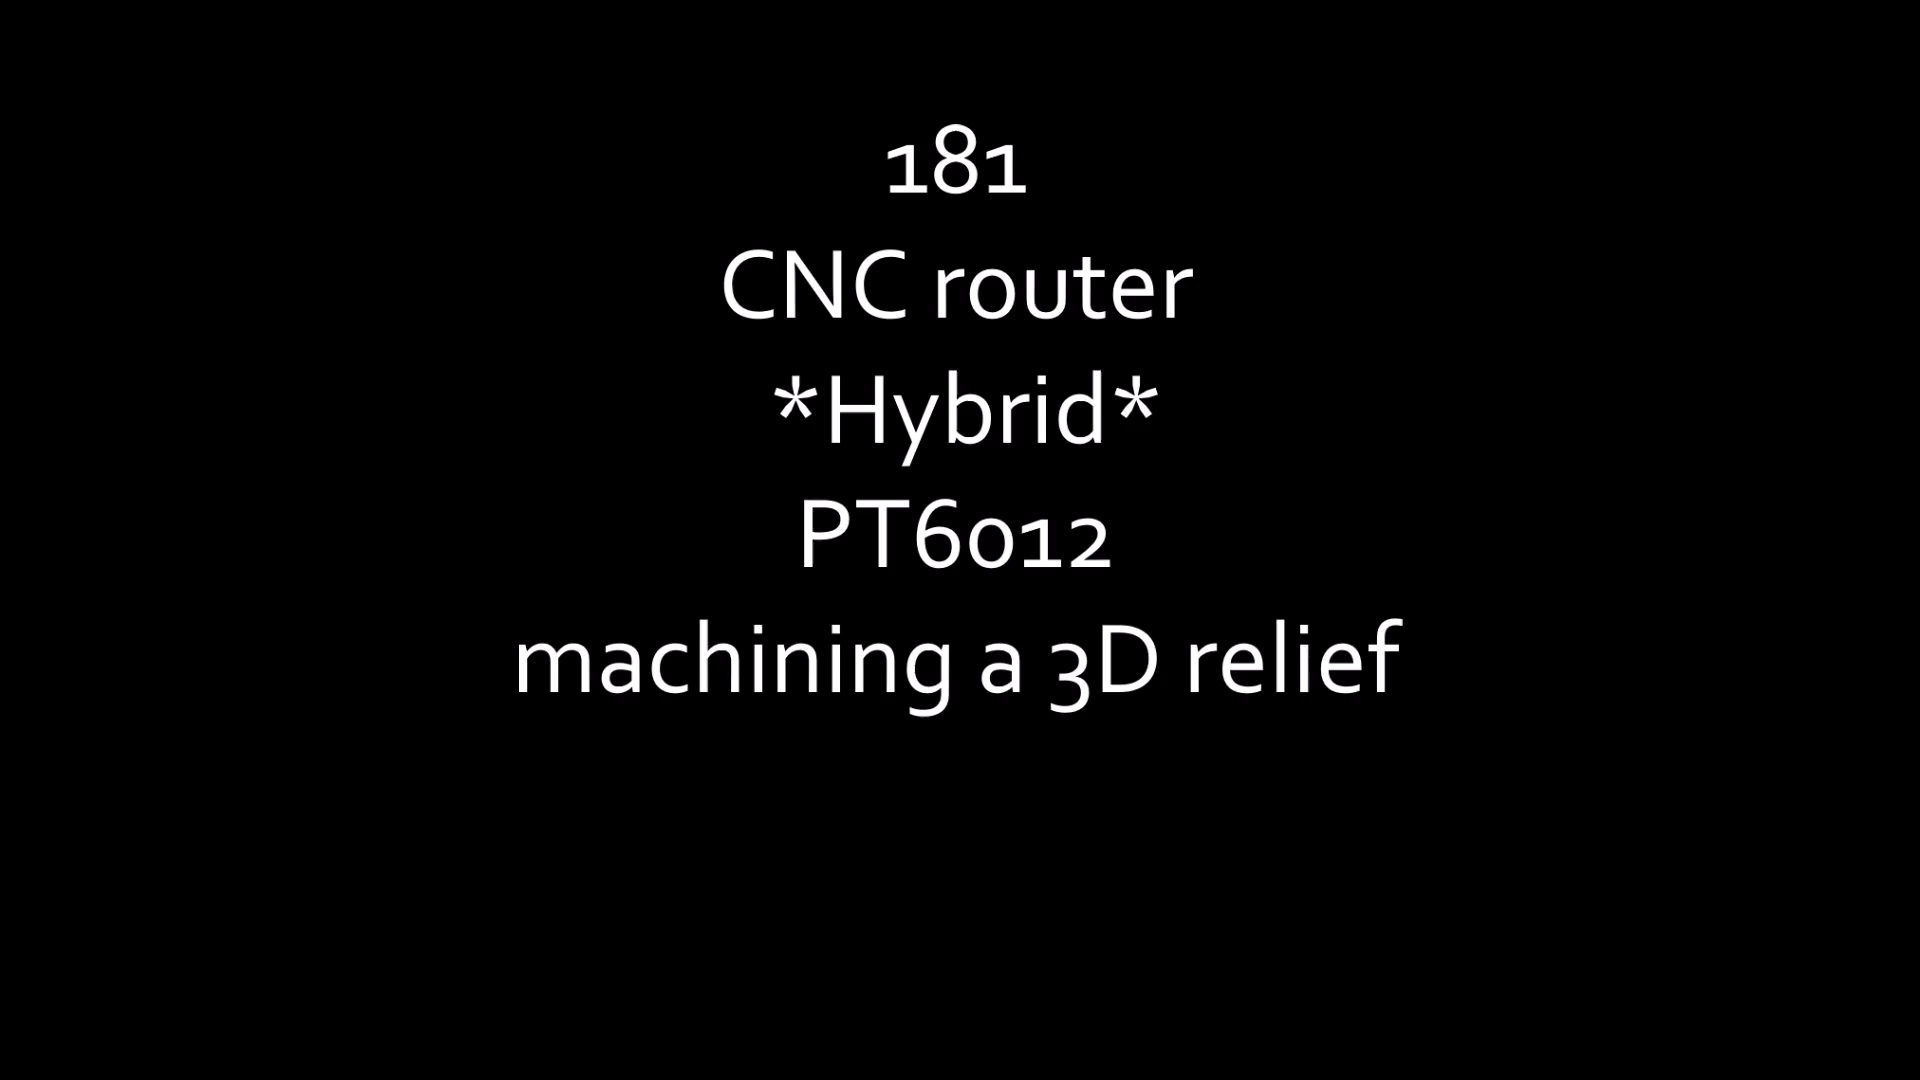 181
CNC router
*Hybrid*
PT6012
machining a 3D relief